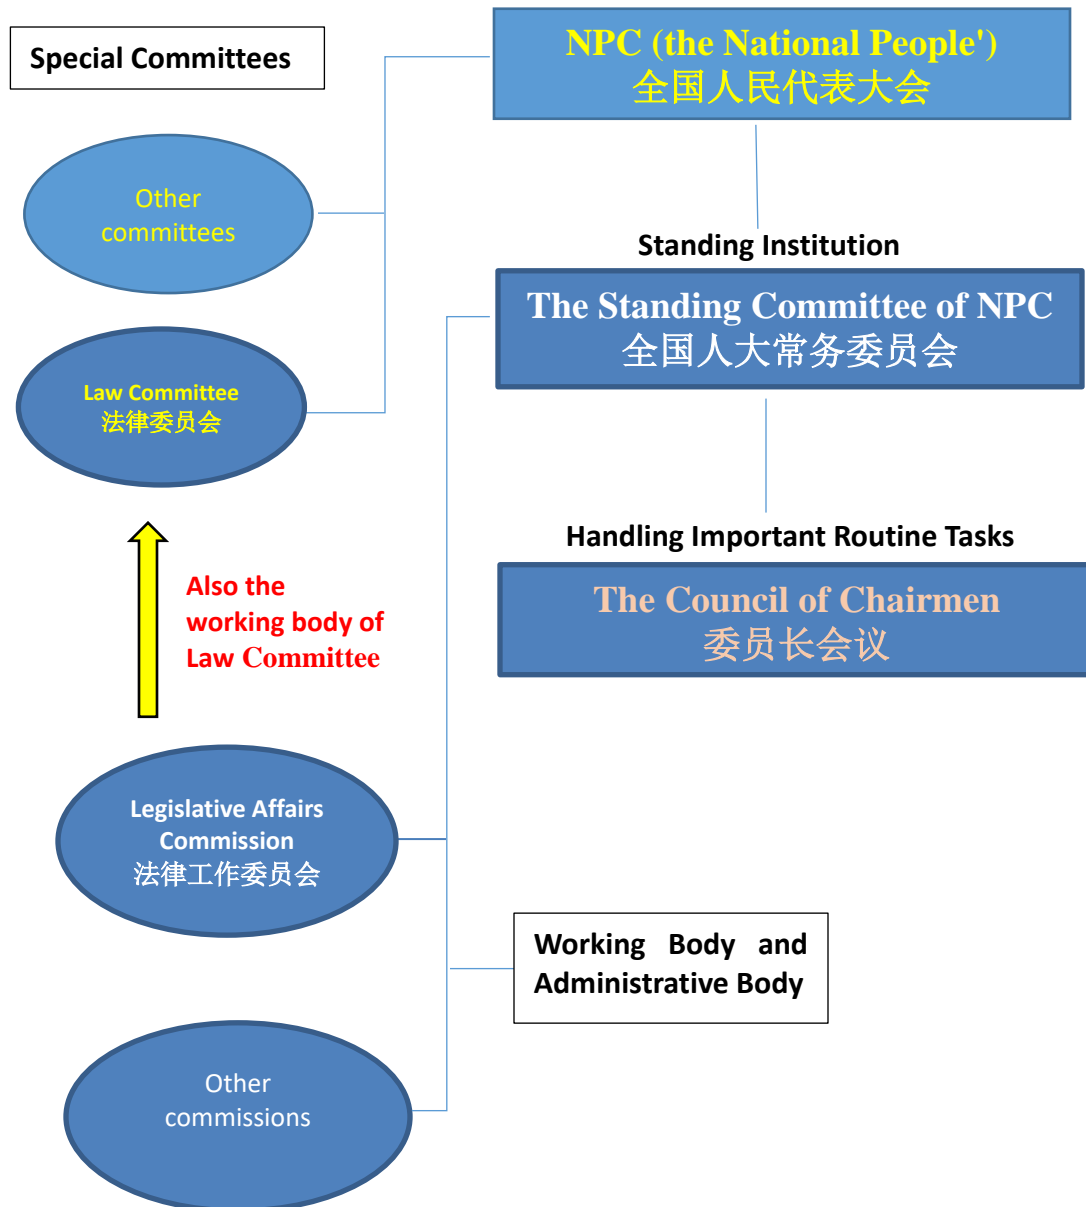 Special Committees
NPC (the National People')
全国人民代表大会
Other
committees
Standing Institution
The Standing Committee of NPC
全国人大常务委员会
Law Committee
法律委员会
Handling Important Routine Tasks
The Council of Chairmen
委员长会议
Also the
working body of
Law Committee
Legislative Affairs
Commission
法律工作委员会
Working Body and
Administrative Body
Other
commissions